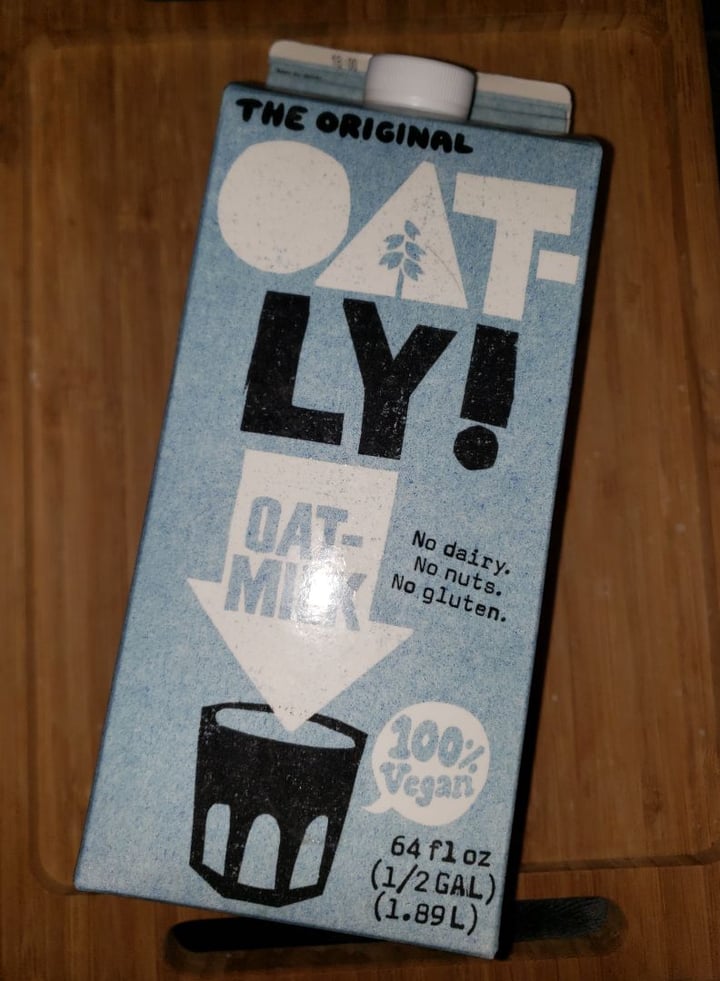 THE ORIGINAL
OAT-
LY!
OAT-
MILK
No dairy.
No nuts.
No gluten.
100%
Vegan
64 fl oz
(1/2 GAL)
(1.89 L)